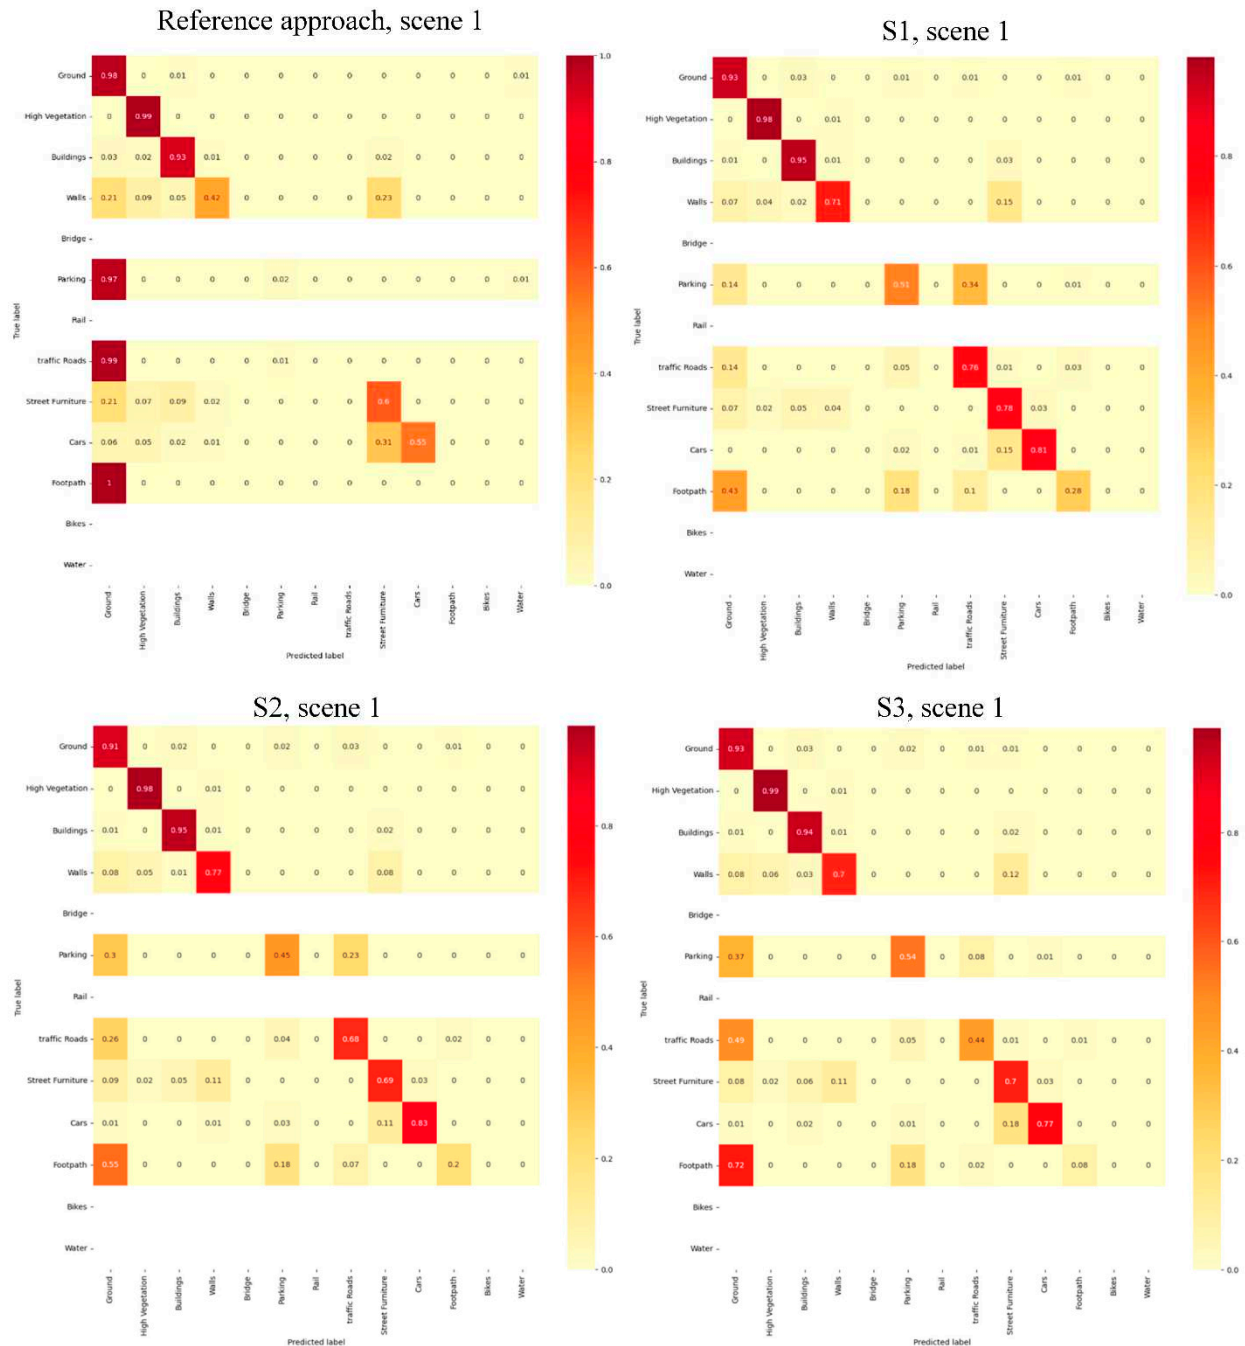 Reference approach, scene 1
Ground 0.98 0 0.01 0 0 0 0 0 0 0 0 0 0.01
High Vegetation 0 0.99 0 0 0 0 0 0 0 0 0 0 0
Buildings 0.03 0.02 0.93 0.01 0 0 0 0 0.02 0 0 0 0
Walls 0.21 0.09 0.05 0.42 0 0 0 0 0.23 0 0 0 0
Bridge
Parking 0.97 0 0 0 0 0.02 0 0 0 0 0 0 0.01
Rail
traffic Roads 0.99 0 0 0 0 0.01 0 0 0 0 0 0 0
Street Furniture 0.21 0.07 0.09 0.02 0 0 0 0 0.6 0 0 0 0
Cars 0.06 0.05 0.02 0.01 0 0 0 0 0.31 0.55 0 0 0
Footpath 1 0 0 0 0 0 0 0 0 0 0 0 0
Bikes
Water
True label
Ground High Vegetation Buildings Walls Bridge Parking Rail traffic Roads Street Furniture Cars Footpath Bikes Water
Predicted label
1.0
0.8
0.6
0.4
0.2
0.0
S1, scene 1
Ground 0.93 0 0.03 0 0 0.01 0 0.01 0 0 0.01 0 0
High Vegetation 0 0.98 0 0.01 0 0 0 0 0 0 0 0 0
Buildings 0.01 0 0.95 0.01 0 0 0 0 0.03 0 0 0 0
Walls 0.07 0.04 0.02 0.71 0 0 0 0 0.15 0 0 0 0
Bridge
Parking 0.14 0 0 0 0 0.51 0 0.34 0 0 0.01 0 0
Rail
traffic Roads 0.14 0 0 0 0 0.05 0 0.76 0.01 0 0.03 0 0
Street Furniture 0.07 0.02 0.05 0.04 0 0 0 0 0.78 0.03 0 0 0
Cars 0 0 0 0 0 0.02 0 0.01 0.15 0.81 0 0 0
Footpath 0.43 0 0 0 0 0.18 0 0.1 0 0 0.28 0 0
Bikes
Water
True label
Ground High Vegetation Buildings Walls Bridge Parking Rail traffic Roads Street Furniture Cars Footpath Bikes Water
Predicted label
0.8
0.6
0.4
0.2
0.0
S2, scene 1
Ground 0.91 0 0.02 0 0 0.02 0 0.03 0 0 0.01 0 0
High Vegetation 0 0.98 0 0.01 0 0 0 0 0 0 0 0 0
Buildings 0.01 0 0.95 0.01 0 0 0 0 0.02 0 0 0 0
Walls 0.08 0.05 0.01 0.77 0 0 0 0 0.08 0 0 0 0
Bridge
Parking 0.3 0 0 0 0 0.45 0 0.23 0 0 0 0 0
Rail
traffic Roads 0.26 0 0 0 0 0.04 0 0.68 0 0 0.02 0 0
Street Furniture 0.09 0.02 0.05 0.11 0 0 0 0 0.69 0.03 0 0 0
Cars 0.01 0 0 0.01 0 0.03 0 0 0.11 0.83 0 0 0
Footpath 0.55 0 0 0 0 0.18 0 0.07 0 0 0.2 0 0
Bikes
Water
True label
Ground High Vegetation Buildings Walls Bridge Parking Rail traffic Roads Street Furniture Cars Footpath Bikes Water
Predicted label
0.8
0.6
0.4
0.2
0.0
S3, scene 1
Ground 0.93 0 0.03 0 0 0.02 0 0.01 0.01 0 0 0 0
High Vegetation 0 0.99 0 0.01 0 0 0 0 0 0 0 0 0
Buildings 0.01 0 0.94 0.01 0 0 0 0 0.02 0 0 0 0
Walls 0.08 0.06 0.03 0.7 0 0 0 0 0.12 0 0 0 0
Bridge
Parking 0.37 0 0 0 0 0.54 0 0.08 0 0.01 0 0 0
Rail
traffic Roads 0.49 0 0 0 0 0.05 0 0.44 0.01 0 0.01 0 0
Street Furniture 0.08 0.02 0.06 0.11 0 0 0 0 0.7 0.03 0 0 0
Cars 0.01 0 0.02 0 0 0.01 0 0 0.18 0.77 0 0 0
Footpath 0.72 0 0 0 0 0.18 0 0.02 0 0 0.08 0 0
Bikes
Water
True label
Ground High Vegetation Buildings Walls Bridge Parking Rail traffic Roads Street Furniture Cars Footpath Bikes Water
Predicted label
0.8
0.6
0.4
0.2
0.0